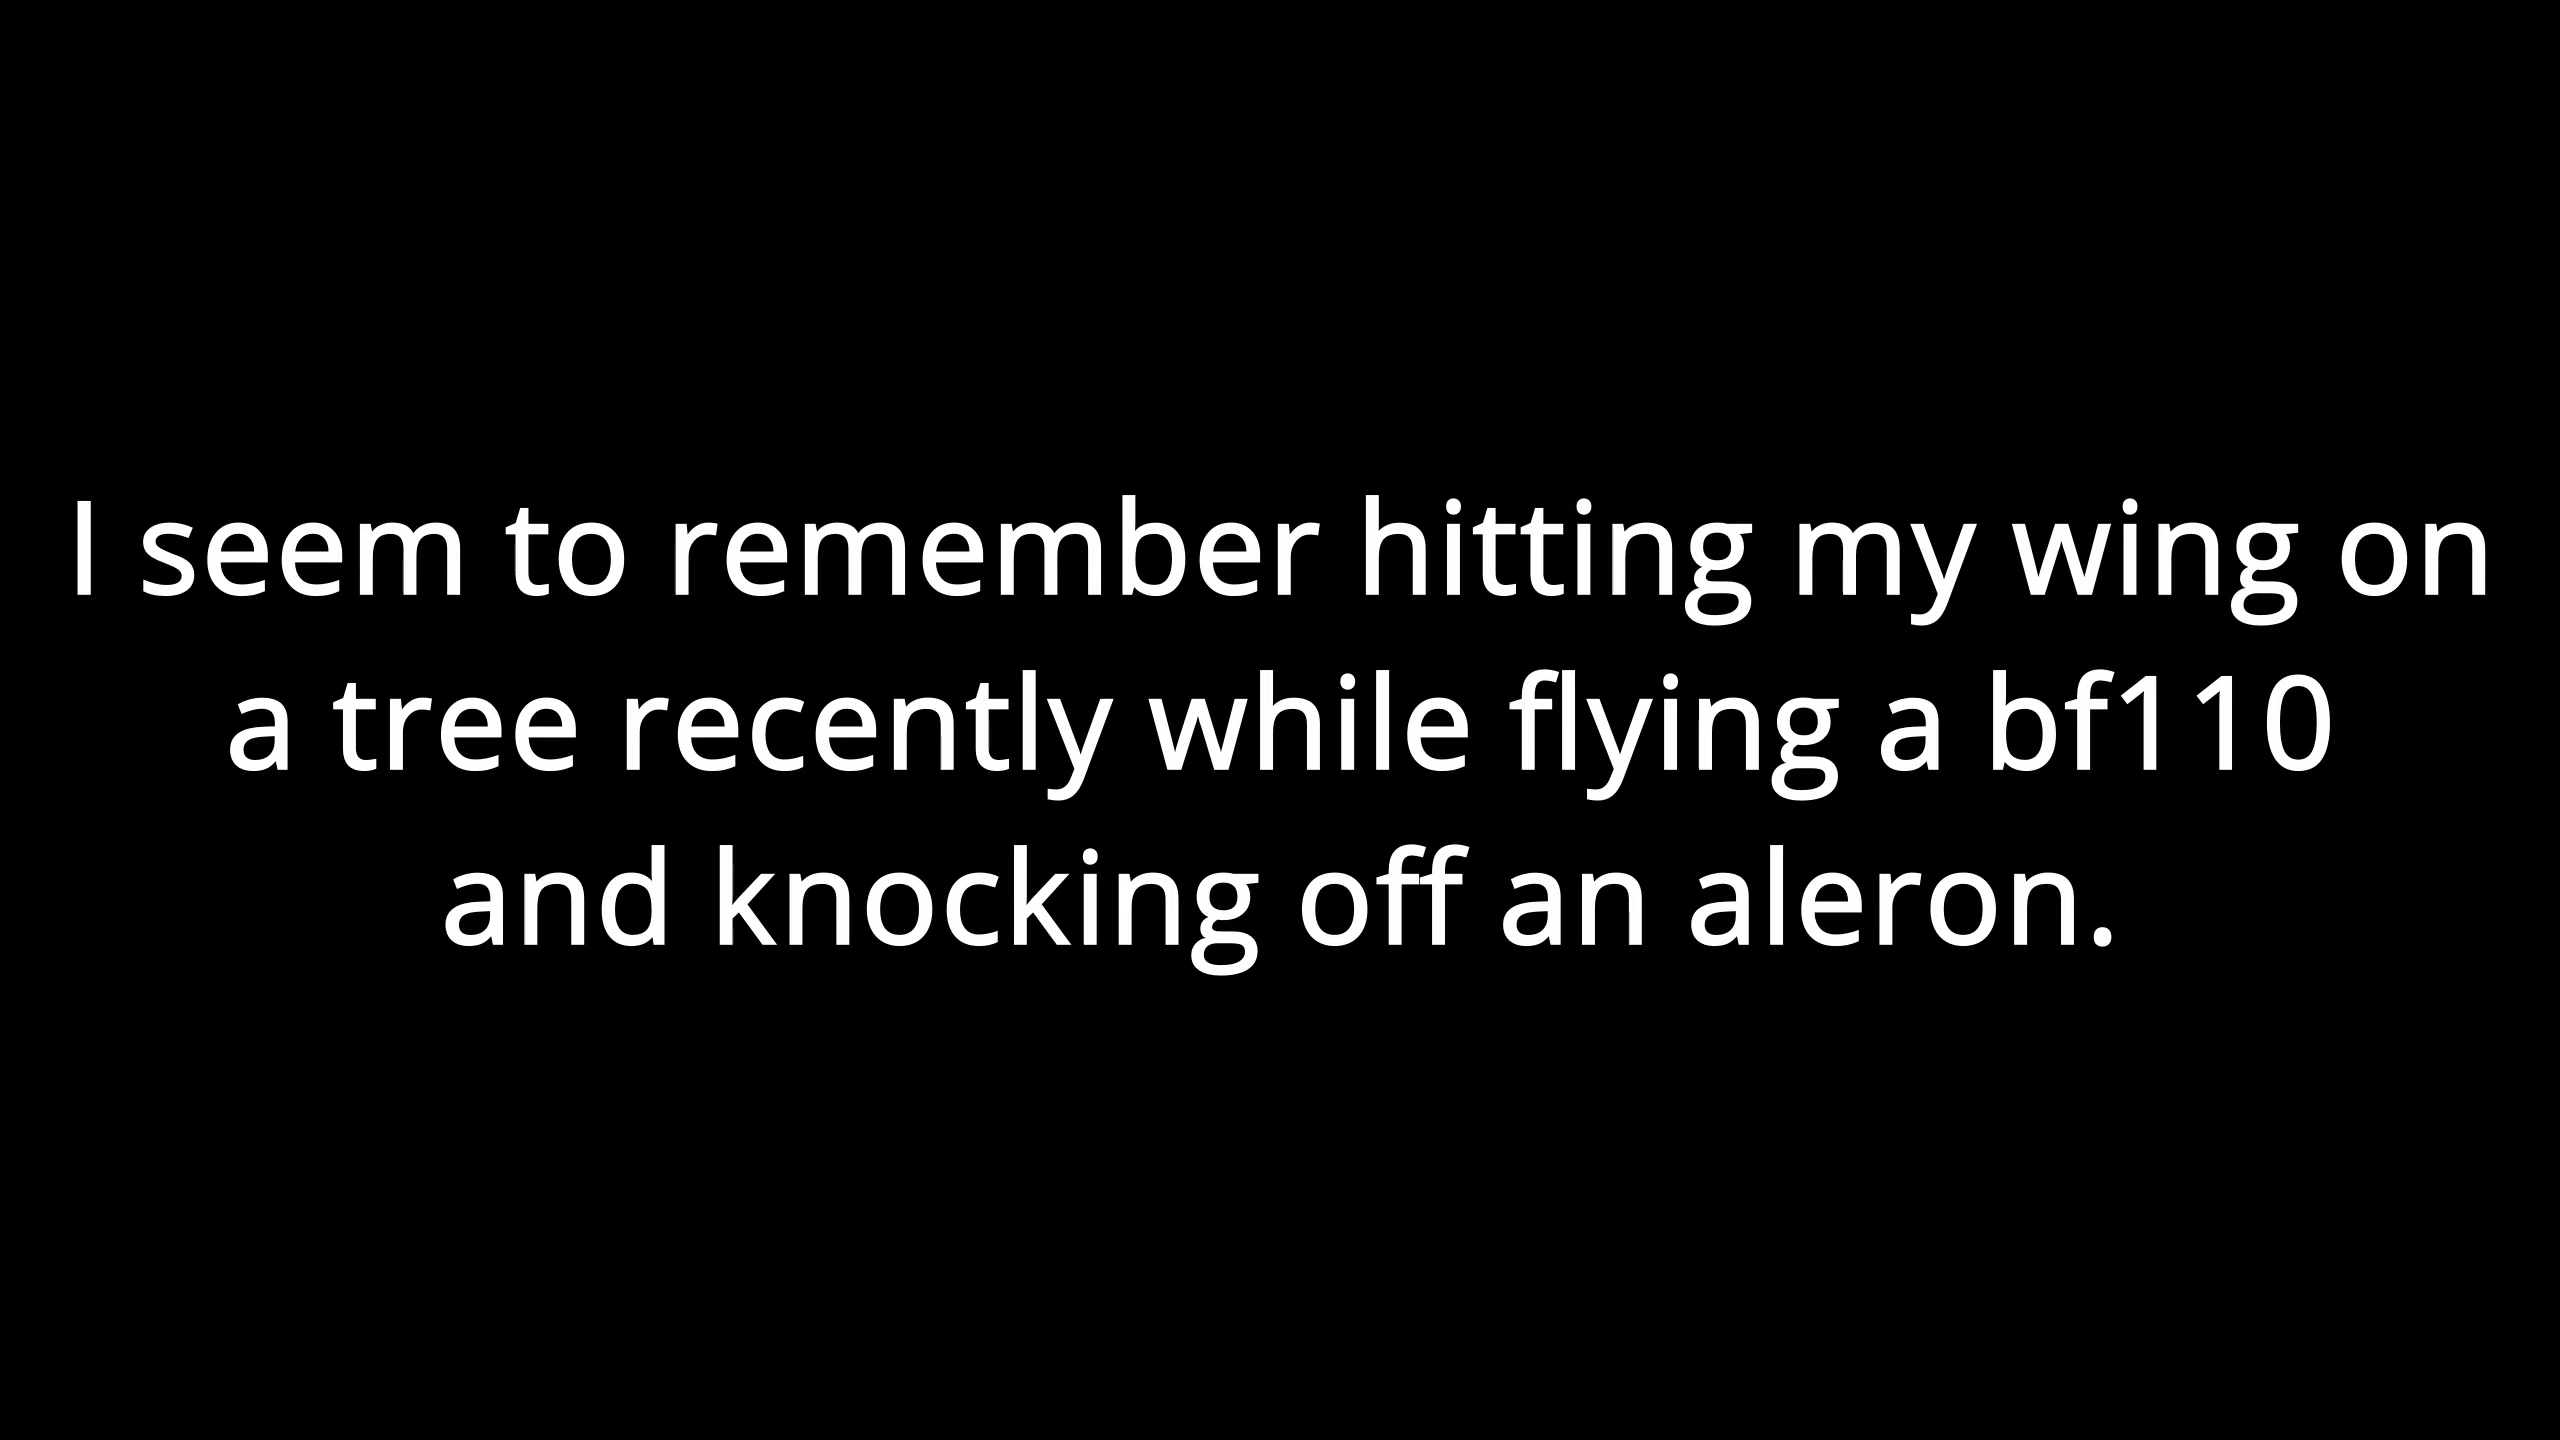 I seem to remember hitting my wing on
a tree recently while flying a bf110
and knocking off an aleron.